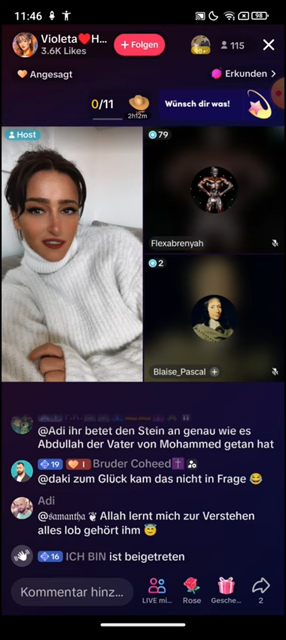 11:46
98
Violeta❤️H...
3.6K Likes
+ Folgen
115
Angesagt
Erkunden >
0/11
2h12m
Wünsch dir was!
Host
79
Flexabrenyah
2
Blaise_Pascal
@Adi ihr betet den Stein an genau wie es
Abdullah der Vater von Mohammed getan hat
19 I Bruder Coheed✝️
@daki zum Glück kam das nicht in Frage 😂
Adi
@𝔰𝔞𝔪𝔞𝔫𝔱𝔥𝔞 ❦ Allah lernt mich zur Verstehen
alles lob gehört ihm 😇
16 ICH BIN ist beigetreten
Kommentar hinz...
LIVE mi...
Rose
Gesche...
2